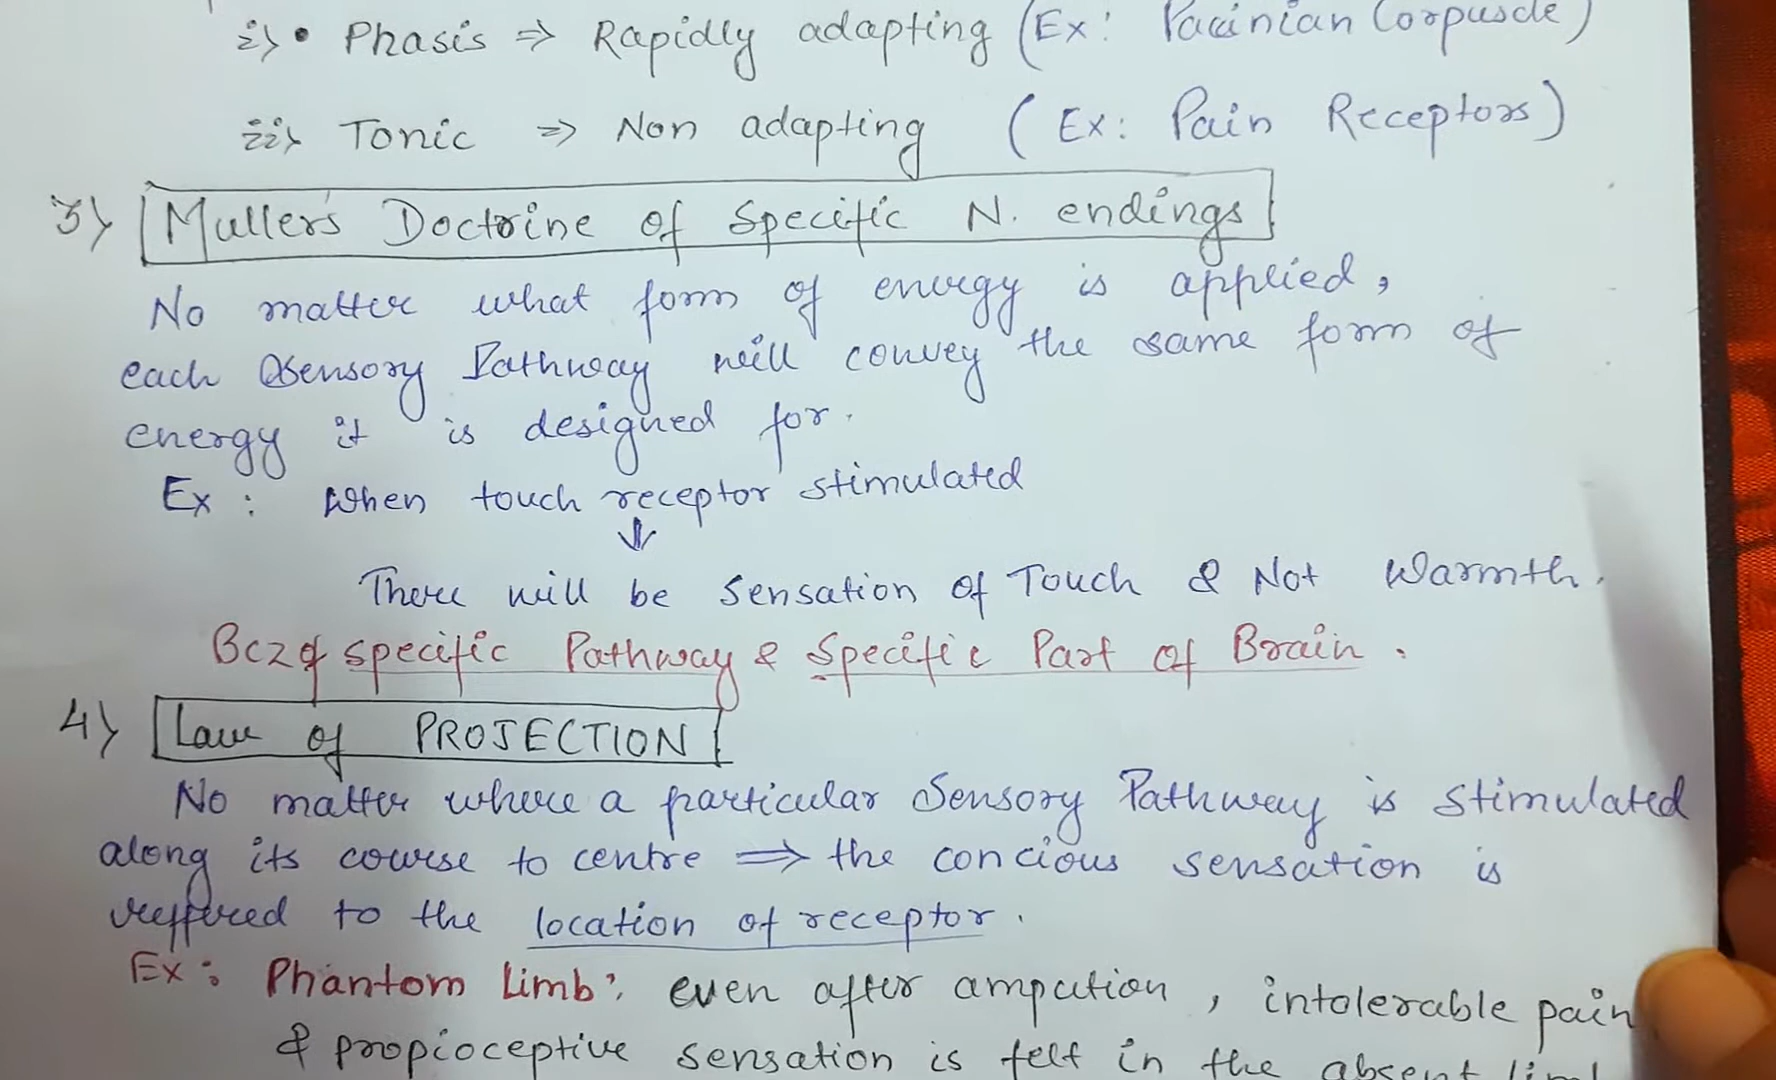 i) • Phasis ⇒ Rapidly adapting (Ex: Pacinian Corpuscle)
ii) Tonic ⇒ Non adapting (Ex: Pain Receptors)
3) Muller's Doctrine of Specific N. endings
No matter what form of energy is applied,
each sensory Pathway will convey the same form of
energy it is designed for.
Ex : When touch receptor stimulated
↓
There will be sensation of Touch & Not Warmth.
Bcz of specific Pathway & Specific Part of Brain.
4) Law of PROJECTION
No matter where a particular Sensory Pathway is stimulated
along its course to centre ⇒ the concious sensation is
reffered to the location of receptor.
Ex: Phantom Limb: even after ampution, intolerable pain
& propioceptive sensation is felt in the absent limb